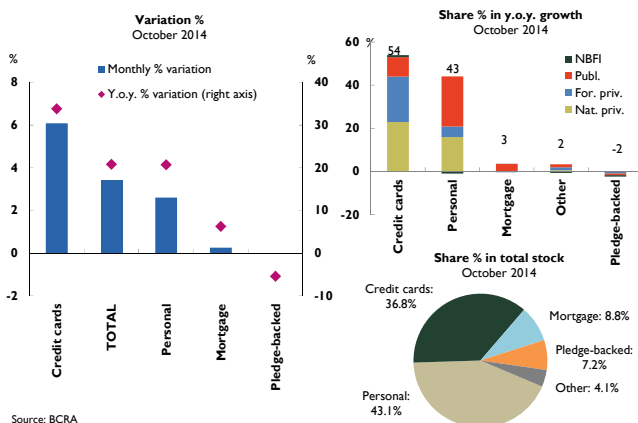 Variation %
October 2014
%
%
Monthly % variation
Y.o.y. % variation (right axis)
8
6
4
2
0
-2
40
30
20
10
0
-10
Credit cards
TOTAL
Personal
Mortgage
Pledge-backed
Share % in y.o.y. growth
October 2014
%
60
40
20
0
-20
54
43
3
2
-2
NBFI
Publ.
For. priv.
Nat. priv.
Credit cards
Personal
Mortgage
Other
Pledge-backed
Share % in total stock
October 2014
Credit cards:
36.8%
Mortgage: 8.8%
Pledge-backed:
7.2%
Other: 4.1%
Personal:
43.1%
Source: BCRA